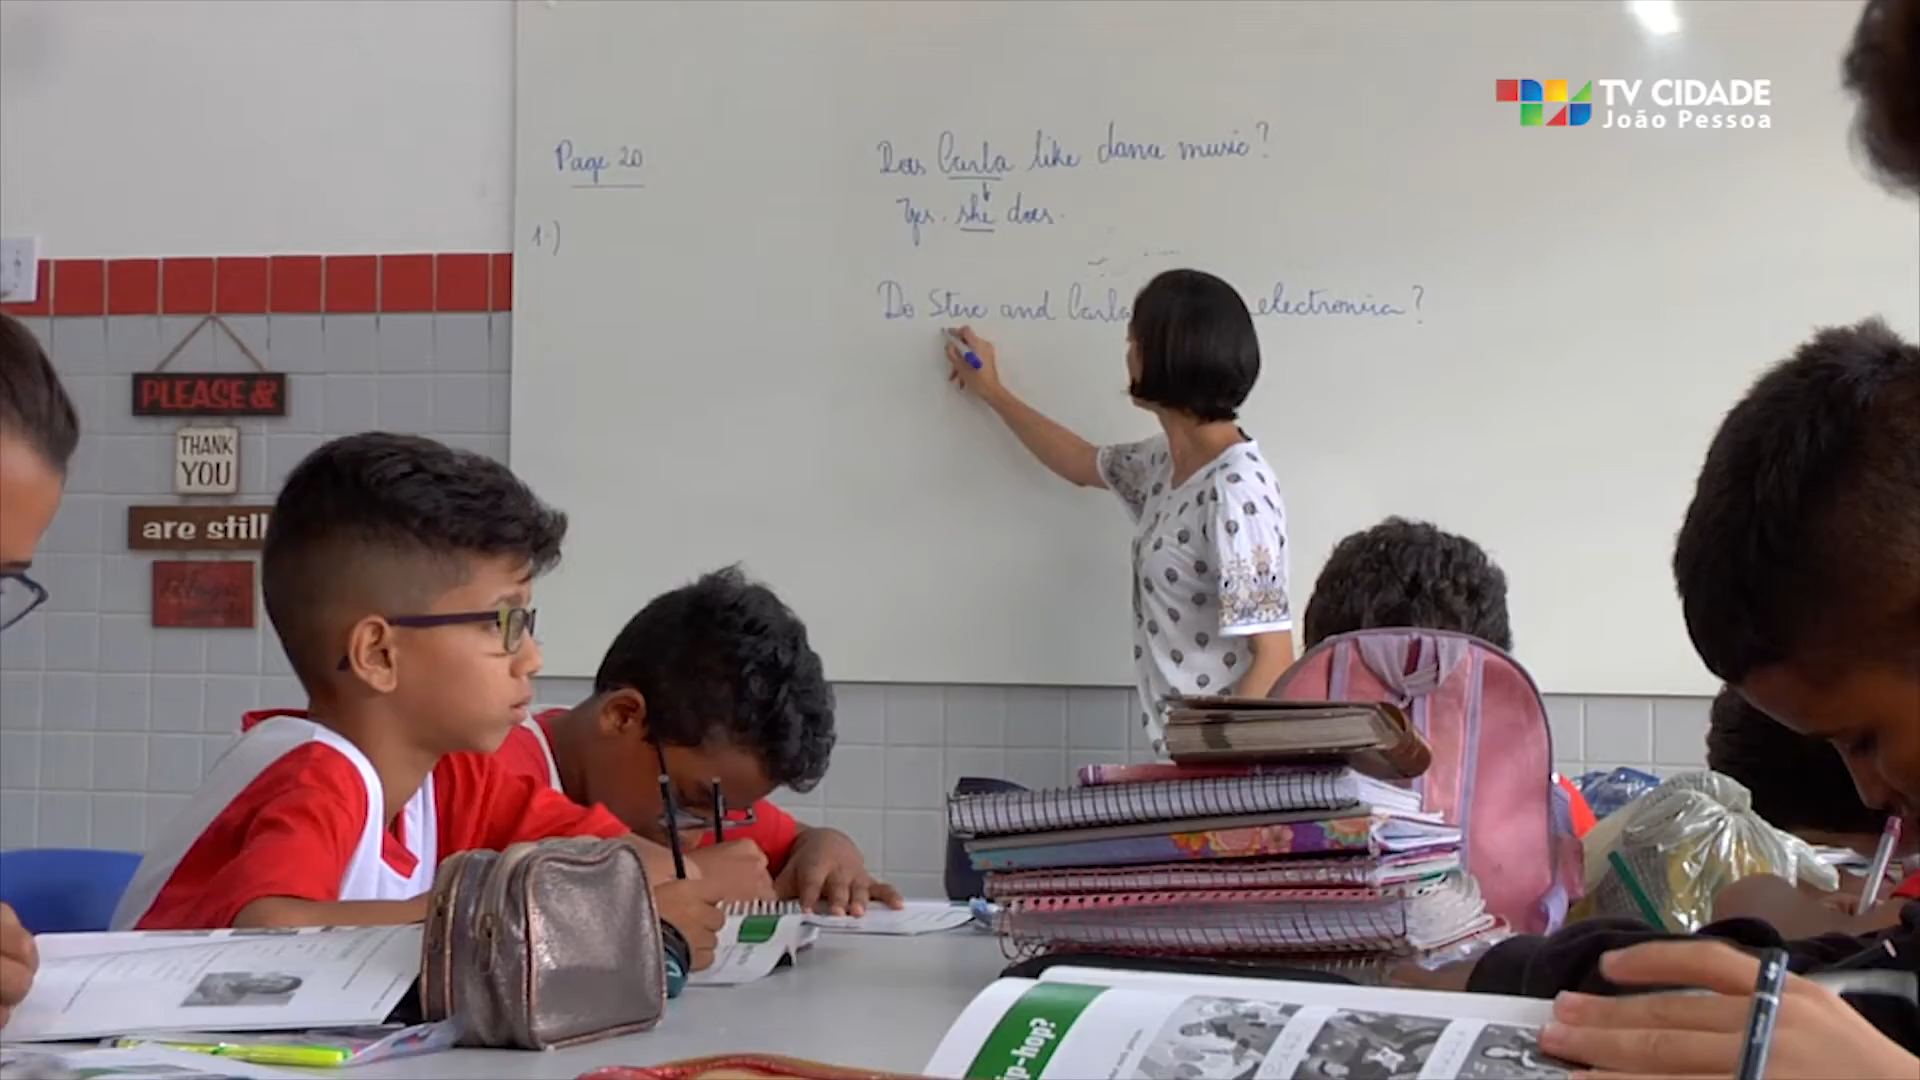 TV CIDADE
João Pessoa
Page 20
1.)
Does Carla like dance music?
Yes. she does.
Do Steve and Carla electronica?
PLEASE &
THANK
YOU
are still
ip-hop?